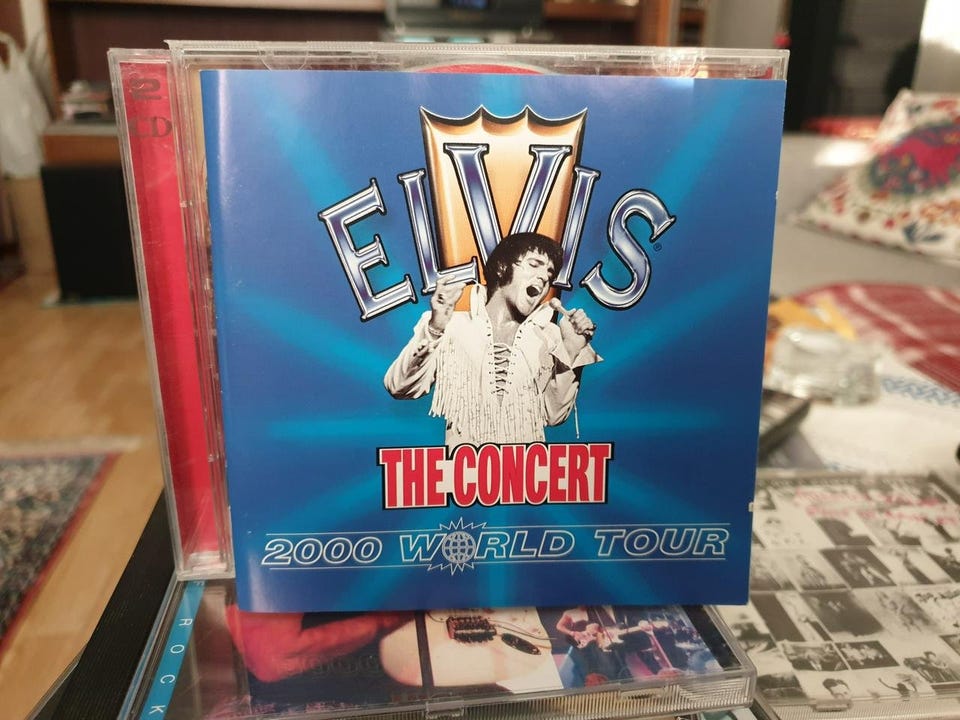 2
CD
ELVIS®
THE CONCERT
2000 WORLD TOUR
ROCK